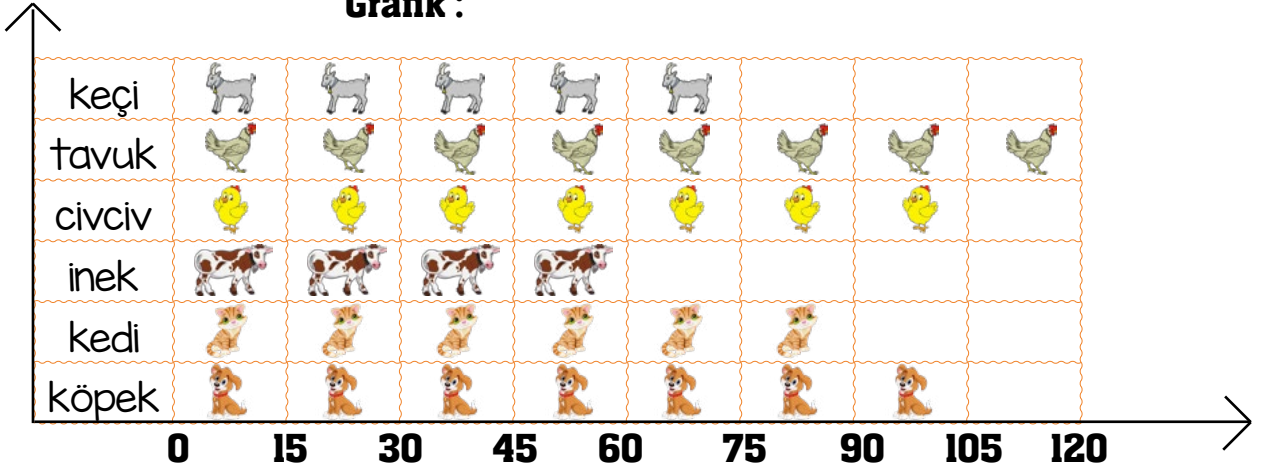 Grafik :
keçi
tavuk
civciv
inek
kedi
köpek
0 15 30 45 60 75 90 105 120